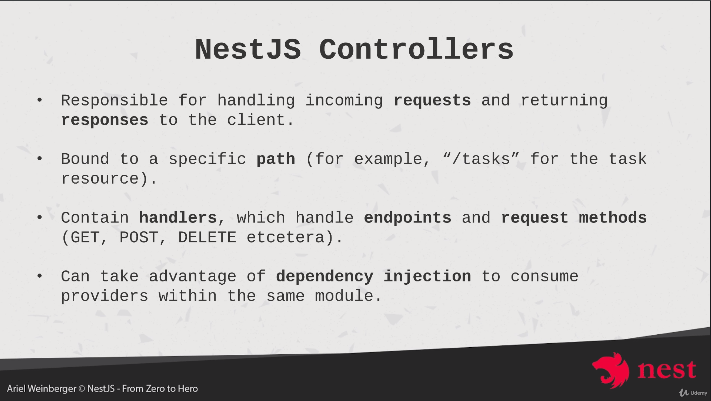 NestJS Controllers
• Responsible for handling incoming requests and returning
responses to the client.
• Bound to a specific path (for example, “/tasks” for the task
resource).
• Contain handlers, which handle endpoints and request methods
(GET, POST, DELETE etcetera).
• Can take advantage of dependency injection to consume
providers within the same module.
nest
Ariel Weinberger © NestJS - From Zero to Hero
Udemy